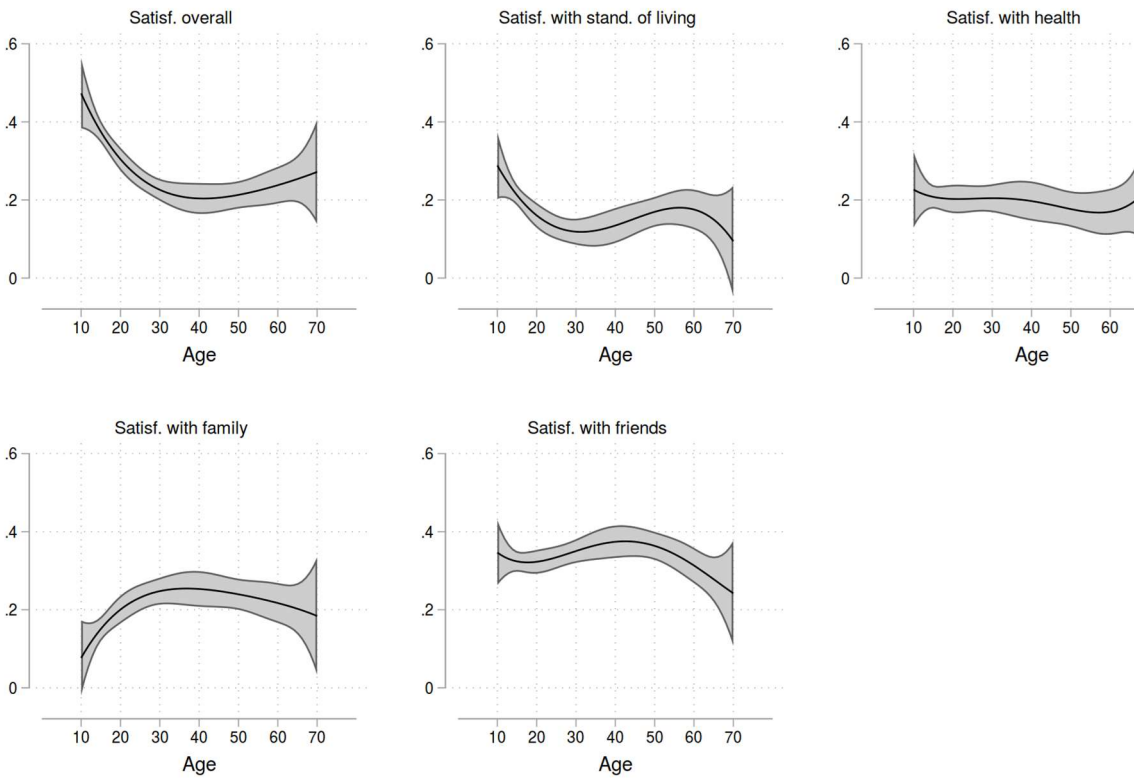 Satisf. overall
Satisf. with stand. of living
Satisf. with health
.6
.4
.2
0
10 20 30 40 50 60 70
Age
.6
.4
.2
0
10 20 30 40 50 60 70
Age
.6
.4
.2
0
10 20 30 40 50 60
Age
Satisf. with family
Satisf. with friends
.6
.4
.2
0
10 20 30 40 50 60 70
Age
.6
.4
.2
0
10 20 30 40 50 60 70
Age